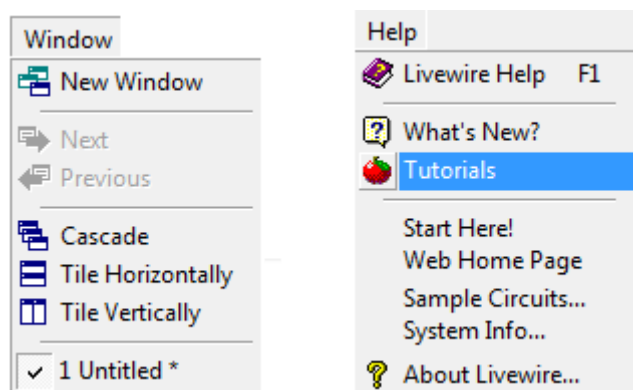 Window
New Window
Next
Previous
Cascade
Tile Horizontally
Tile Vertically
1 Untitled *
Help
Livewire Help F1
What's New?
Tutorials
Start Here!
Web Home Page
Sample Circuits...
System Info...
About Livewire...